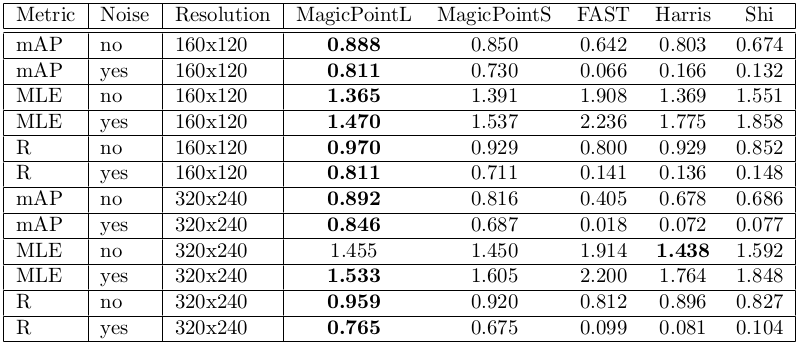 Metric Noise Resolution MagicPointL MagicPointS FAST Harris Shi
mAP no 160x120 0.888 0.850 0.642 0.803 0.674
mAP yes 160x120 0.811 0.730 0.066 0.166 0.132
MLE no 160x120 1.365 1.391 1.908 1.369 1.551
MLE yes 160x120 1.470 1.537 2.236 1.775 1.858
R no 160x120 0.970 0.929 0.800 0.929 0.852
R yes 160x120 0.811 0.711 0.141 0.136 0.148
mAP no 320x240 0.892 0.816 0.405 0.678 0.686
mAP yes 320x240 0.846 0.687 0.018 0.072 0.077
MLE no 320x240 1.455 1.450 1.914 1.438 1.592
MLE yes 320x240 1.533 1.605 2.200 1.764 1.848
R no 320x240 0.959 0.920 0.812 0.896 0.827
R yes 320x240 0.765 0.675 0.099 0.081 0.104